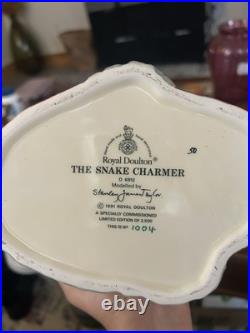 Royal Doulton®
THE SNAKE CHARMER
D 6912
Modelled by
Stanley James Taylor
© 1991 ROYAL DOULTON
A SPECIALLY COMMISSIONED
LIMITED EDITION OF 2,500
THIS IS Nº 1004
50